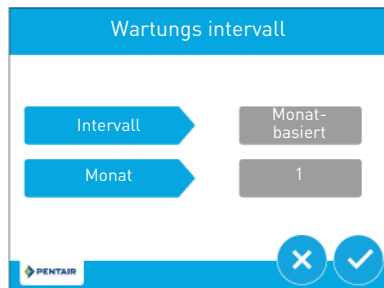 Wartungs intervall
Intervall
Monat-
basiert
Monat
1
PENTAIR